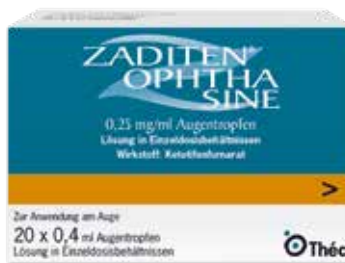 ZADITEN®
OPHTHA
SINE
0,25 mg/ml Augentropfen
Lösung in Einzeldosisbehältnissen
Wirkstoff: Ketotifenfumarat
>
Zur Anwendung am Auge
20 x 0,4 ml Augentropfen
Lösung in Einzeldosisbehältnissen
Théa